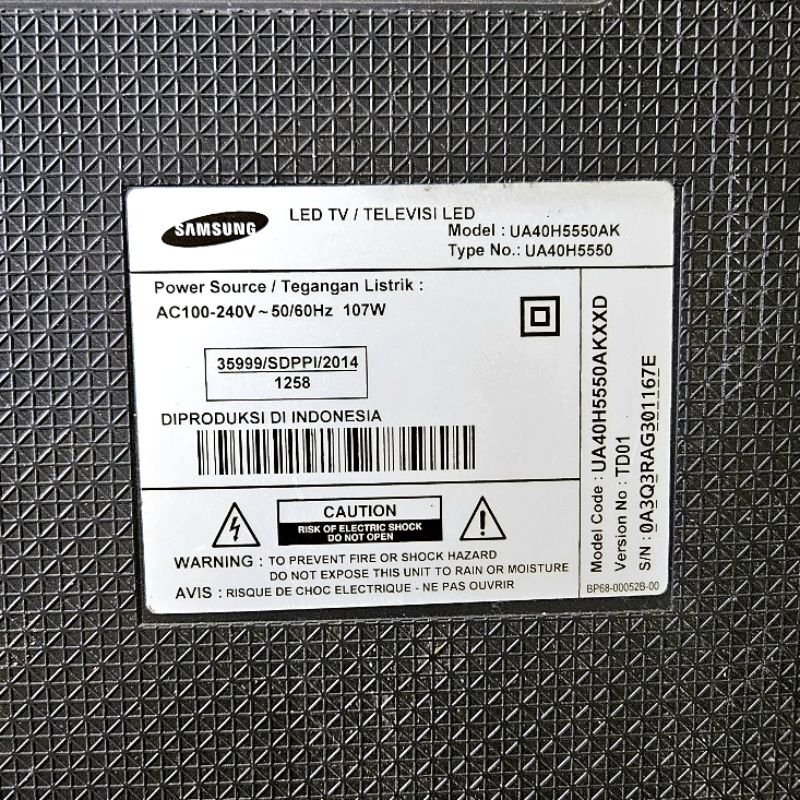 SAMSUNG
LED TV / TELEVISI LED
Model : UA40H5550AK
Type No.: UA40H5550
Power Source / Tegangan Listrik :
AC100-240V ~ 50/60Hz 107W
35999/SDPPI/2014
1258
DIPRODUKSI DI INDONESIA
CAUTION
RISK OF ELECTRIC SHOCK
DO NOT OPEN
WARNING : TO PREVENT FIRE OR SHOCK HAZARD
DO NOT EXPOSE THIS UNIT TO RAIN OR MOISTURE
AVIS : RISQUE DE CHOC ELECTRIQUE - NE PAS OUVRIR
Model Code : UA40H5550AKXXD
Version No : TD01
S/N : 0A3Q3RAG301167E
BP68-00052B-00